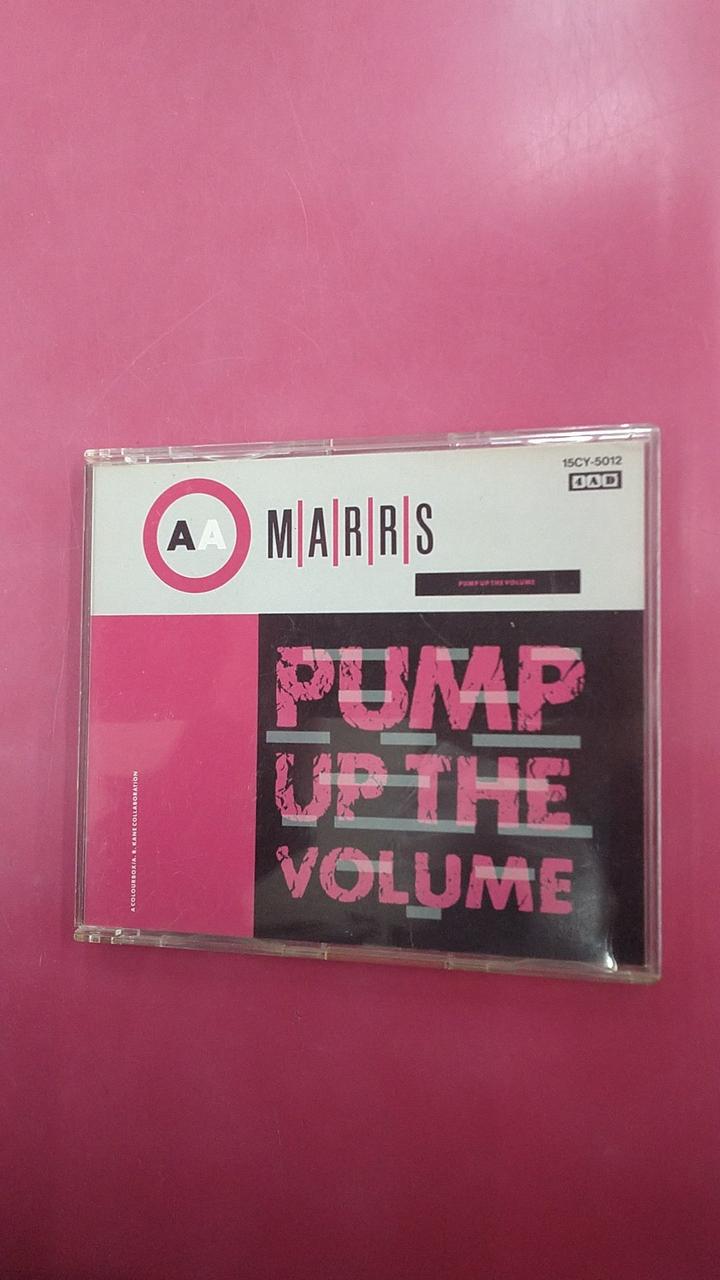 15CY-5012
4AD
AA
M|A|R|R|S
PUMP UP THE VOLUME
PUMP
UP THE
VOLUME
A COLOURBOX/A. R. KANE COLLABORATION